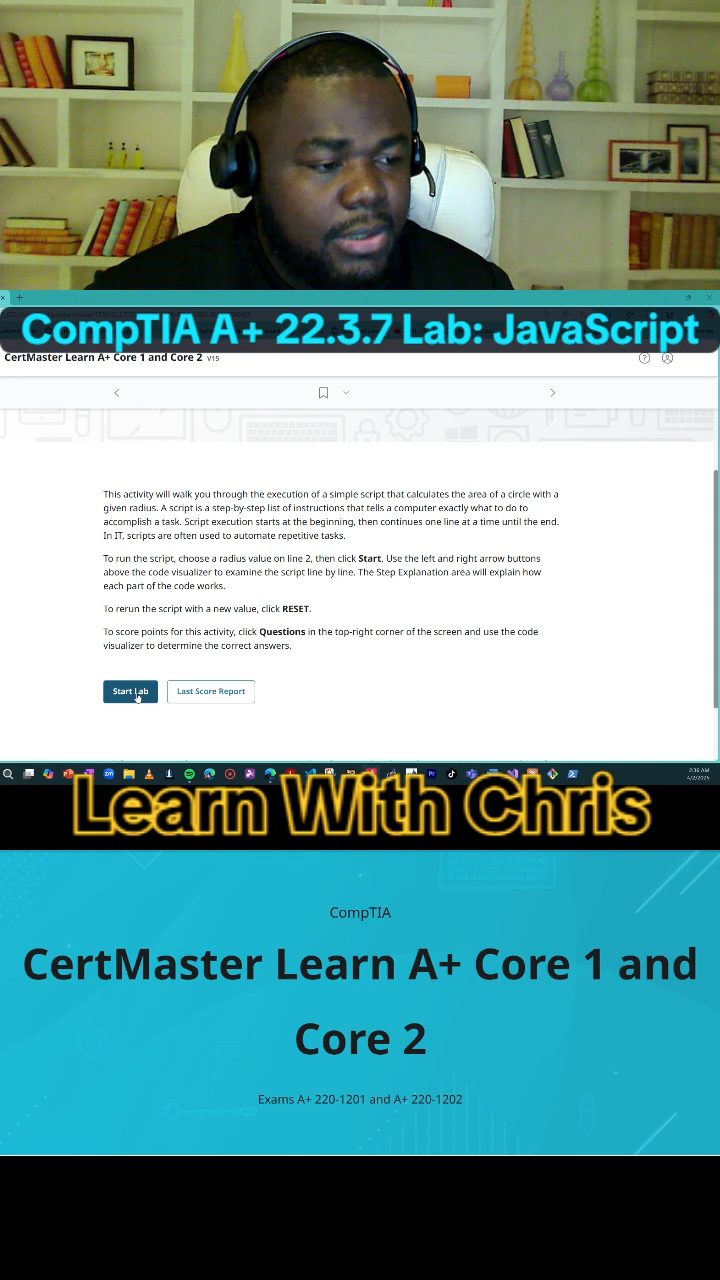 CompTIA A+ 22.3.7 Lab: JavaScript
CertMaster Learn A+ Core 1 and Core 2 V15
This activity will walk you through the execution of a simple script that calculates the area of a circle with a
given radius. A script is a step-by-step list of instructions that tells a computer exactly what to do to
accomplish a task. Script execution starts at the beginning, then continues one line at a time until the end.
In IT, scripts are often used to automate repetitive tasks.
To run the script, choose a radius value on line 2, then click Start. Use the left and right arrow buttons
above the code visualizer to examine the script line by line. The Step Explanation area will explain how
each part of the code works.
To rerun the script with a new value, click RESET.
To score points for this activity, click Questions in the top-right corner of the screen and use the code
visualizer to determine the correct answers.
Start Lab
Last Score Report
2:36 AM
4/2/2025
Learn With Chris
CompTIA
CertMaster Learn A+ Core 1 and
Core 2
Exams A+ 220-1201 and A+ 220-1202